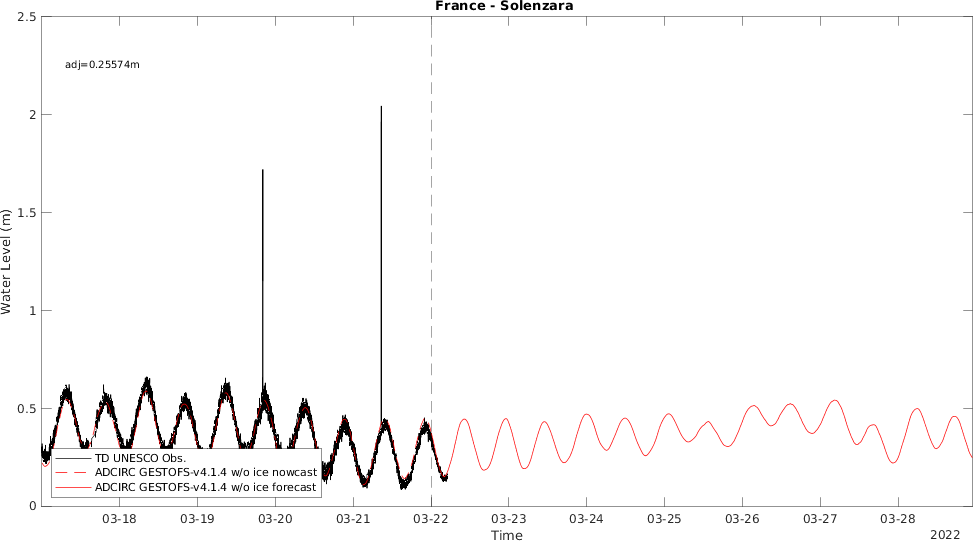 France - Solenzara
adj=0.25574m
2.5
2
1.5
1
0.5
0
Water Level (m)
TD UNESCO Obs.
ADCIRC GESTOFS-v4.1.4 w/o ice nowcast
ADCIRC GESTOFS-v4.1.4 w/o ice forecast
03-18 03-19 03-20 03-21 03-22 03-23 03-24 03-25 03-26 03-27 03-28
Time
2022